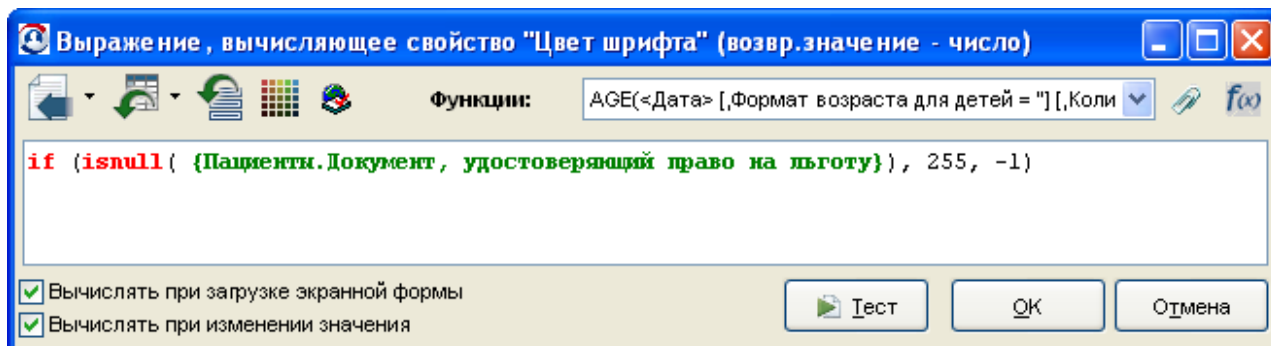 Выражение, вычисляющее свойство "Цвет шрифта" (возвр.значение - число)
Функции: AGE(<Дата> [,Формат возраста для детей = ''] [,Коли f(x)
if (isnull( {Пациенты.Документ, удостоверяющий право на льготу}), 255, -1)
Вычислять при загрузке экранной формы
Вычислять при изменении значения
Тест OK Отмена